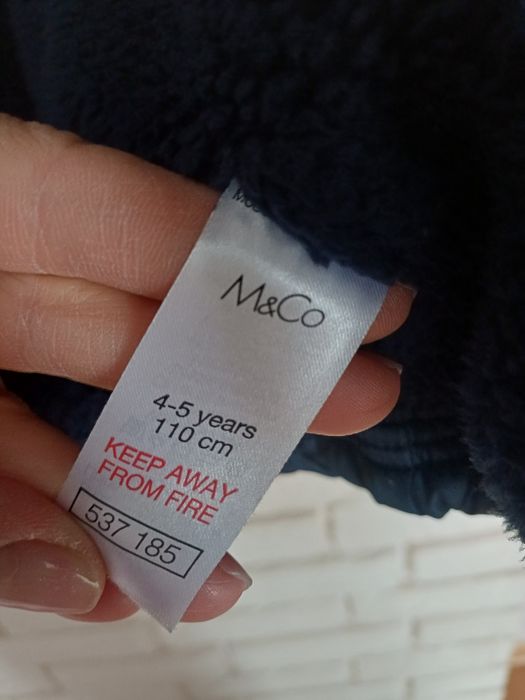 M&Co
4-5 years
110 cm
KEEP AWAY
FROM FIRE
537 185